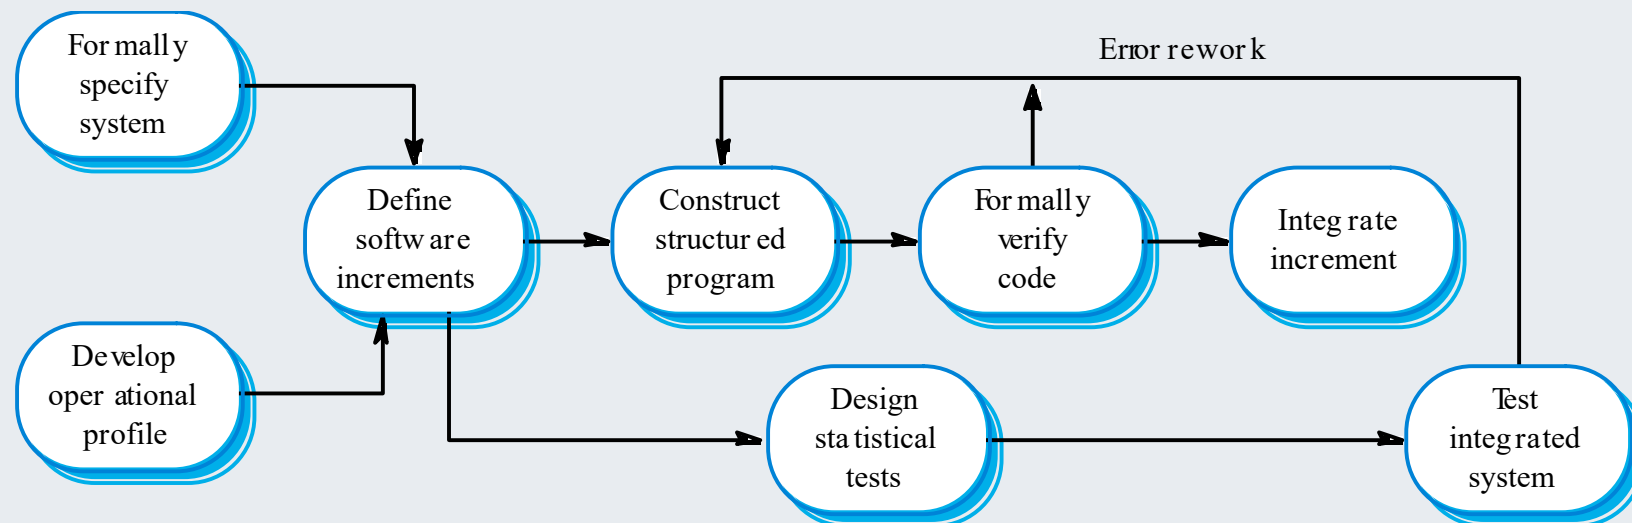 Formally
specify
system
Error rework
Define
software
increments
Construct
structured
program
Formally
verify
code
Integrate
increment
Develop
operational
profile
Design
statistical
tests
Test
integrated
system